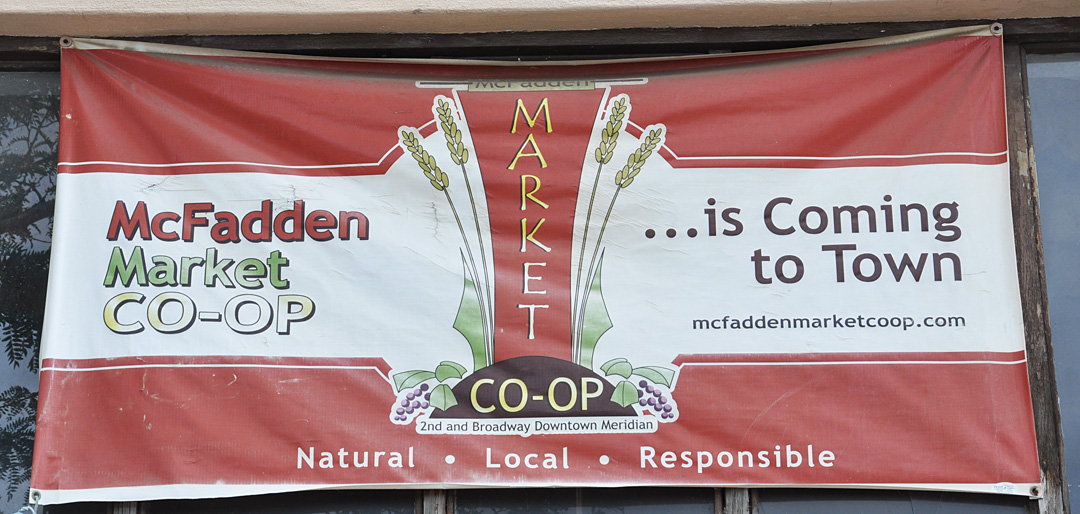 McFadden
Market
CO-OP
McFadden
MARKET
CO-OP
2nd and Broadway Downtown Meridian
...is Coming
to Town
mcfaddenmarketcoop.com
Natural • Local • Responsible